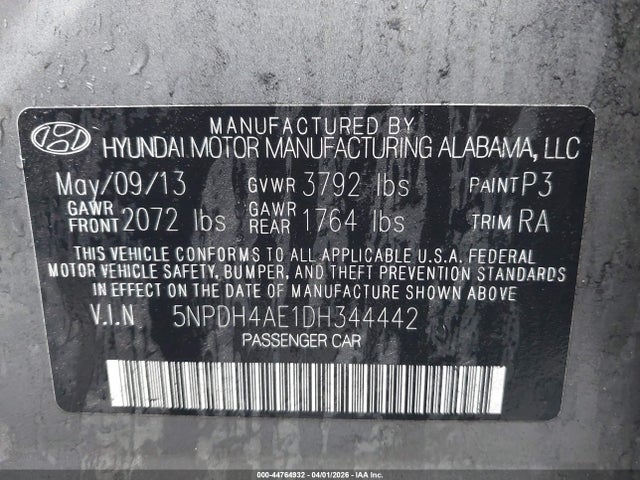 MANUFACTURED BY
HYUNDAI MOTOR MANUFACTURING ALABAMA, LLC
May/09/13 GVWR 3792 lbs PAINT P3
GAWR FRONT 2072 lbs GAWR REAR 1764 lbs TRIM RA
THIS VEHICLE CONFORMS TO ALL APPLICABLE U.S.A. FEDERAL
MOTOR VEHICLE SAFETY, BUMPER, AND THEFT PREVENTION STANDARDS
IN EFFECT ON THE DATE OF MANUFACTURE SHOWN ABOVE
V.I.N 5NPDH4AE1DH344442
PASSENGER CAR
000-44764932 - 04/01/2026 - IAA Inc.